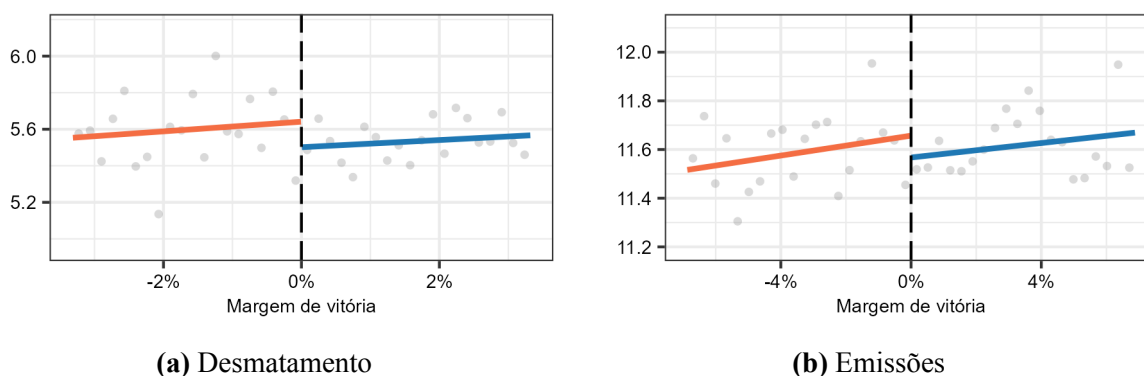 6.0
5.6
5.2
-2% 0% 2%
Margem de vitória
(a) Desmatamento
12.0
11.8
11.6
11.4
11.2
-4% 0% 4%
Margem de vitória
(b) Emissões